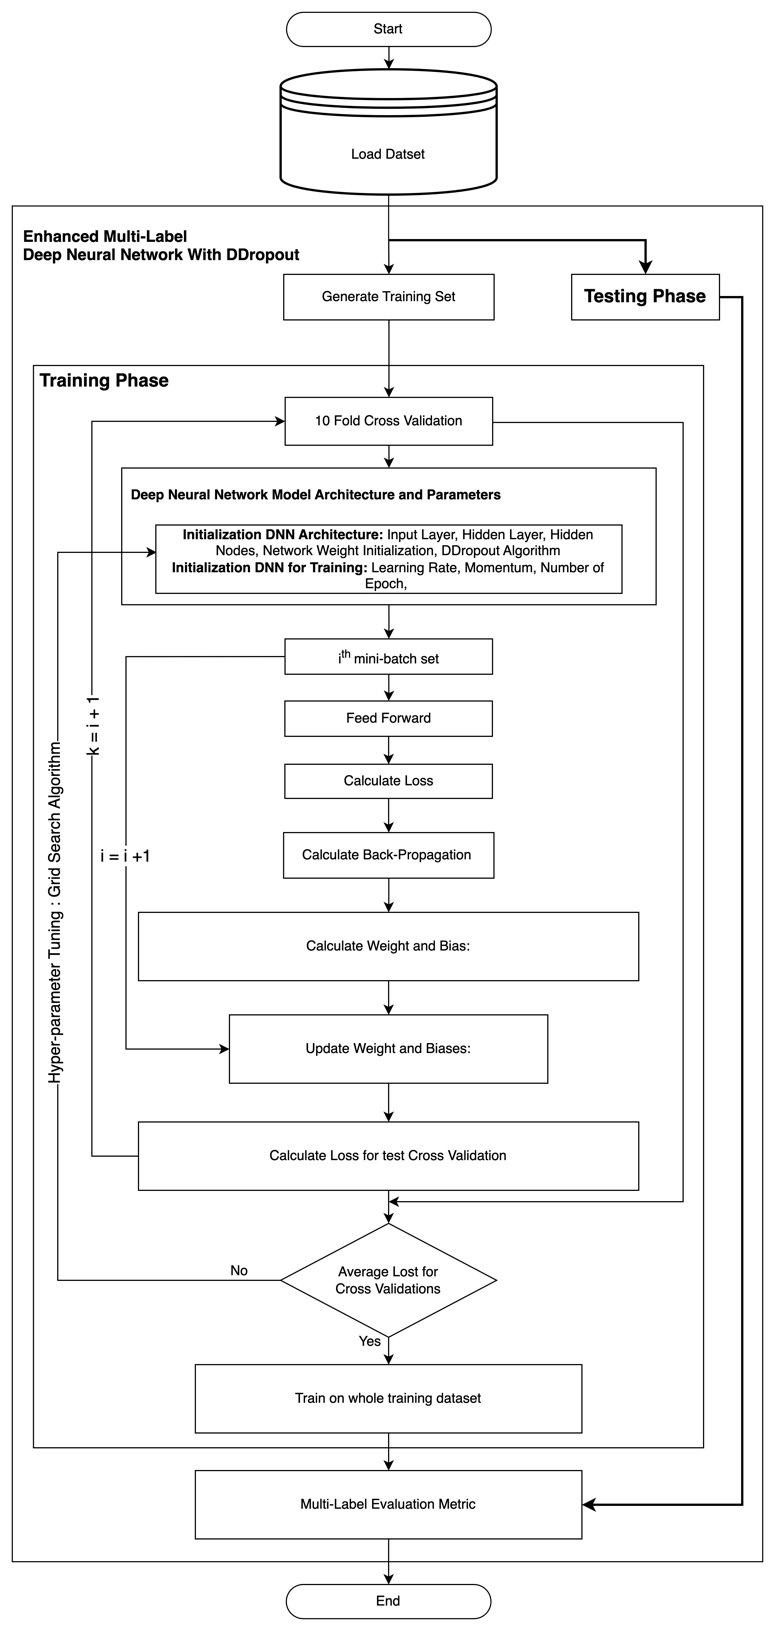 Start
Load Datset
Enhanced Multi-Label
Deep Neural Network With DDropout
Generate Training Set
Testing Phase
Training Phase
10 Fold Cross Validation
Deep Neural Network Model Architecture and Parameters
Initialization DNN Architecture: Input Layer, Hidden Layer, Hidden
Nodes, Network Weight Initialization, DDropout Algorithm
Initialization DNN for Training: Learning Rate, Momentum, Number of
Epoch,
ith mini-batch set
Feed Forward
k = i + 1
Calculate Loss
Hyper-parameter Tuning : Grid Search Algorithm
i = i +1
Calculate Back-Propagation
Calculate Weight and Bias:
Update Weight and Biases:
Calculate Loss for test Cross Validation
No
Average Lost for
Cross Validations
Yes
Train on whole training dataset
Multi-Label Evaluation Metric
End